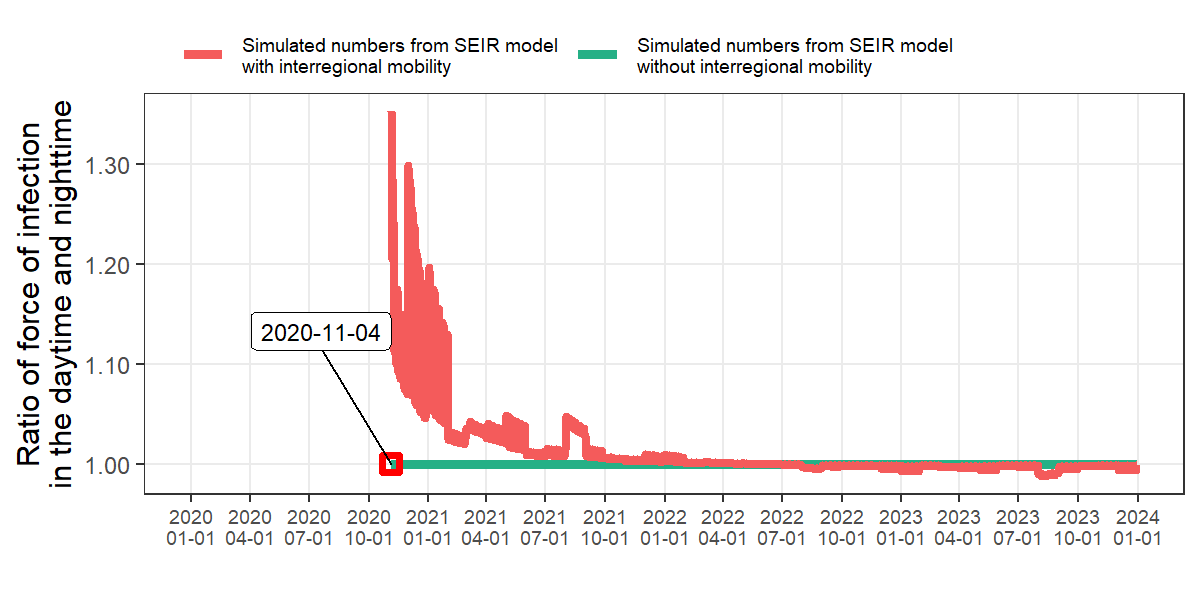 Simulated numbers from SEIR model
with interregional mobility
Simulated numbers from SEIR model
without interregional mobility
Ratio of force of infection
in the daytime and nighttime
1.30
1.20
1.10
1.00
2020-11-04
2020 2020 2020 2020 2021 2021 2021 2021 2022 2022 2022 2022 2023 2023 2023 2023 2024
01-01 04-01 07-01 10-01 01-01 04-01 07-01 10-01 01-01 04-01 07-01 10-01 01-01 04-01 07-01 10-01 01-01